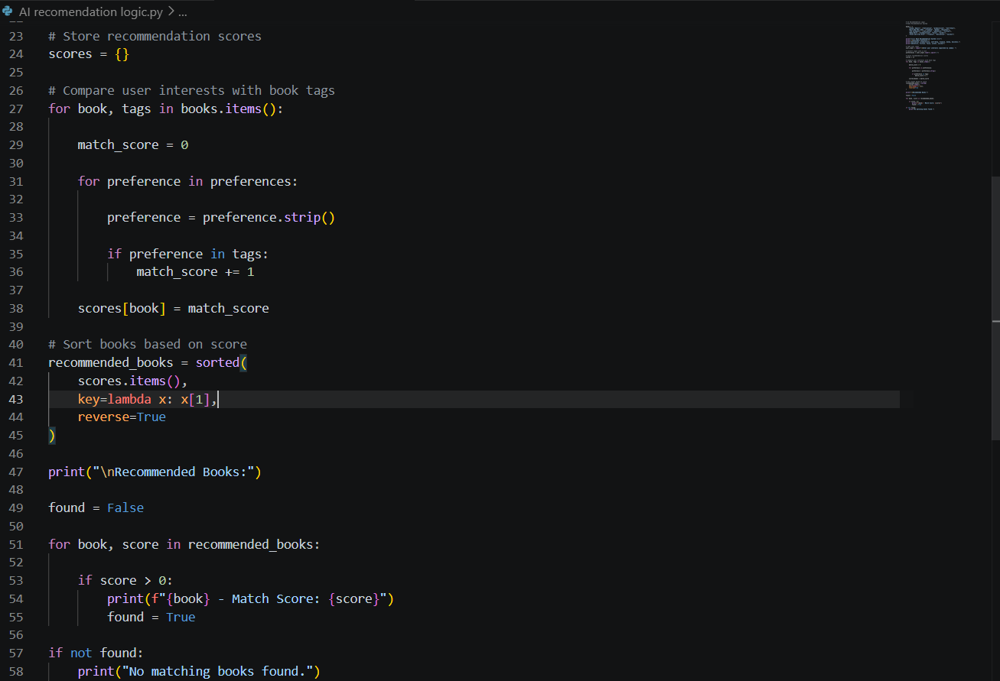 AI recomendation logic.py > ...
23 # Store recommendation scores
24 scores = {}
25
26 # Compare user interests with book tags
27 for book, tags in books.items():
28
29     match_score = 0
30
31     for preference in preferences:
32
33         preference = preference.strip()
34
35         if preference in tags:
36             match_score += 1
37
38     scores[book] = match_score
39
40 # Sort books based on score
41 recommended_books = sorted(
42     scores.items(),
43     key=lambda x: x[1],
44     reverse=True
45 )
46
47 print("\nRecommended Books:")
48
49 found = False
50
51 for book, score in recommended_books:
52
53     if score > 0:
54         print(f"{book} - Match Score: {score}")
55         found = True
56
57 if not found:
58     print("No matching books found.")